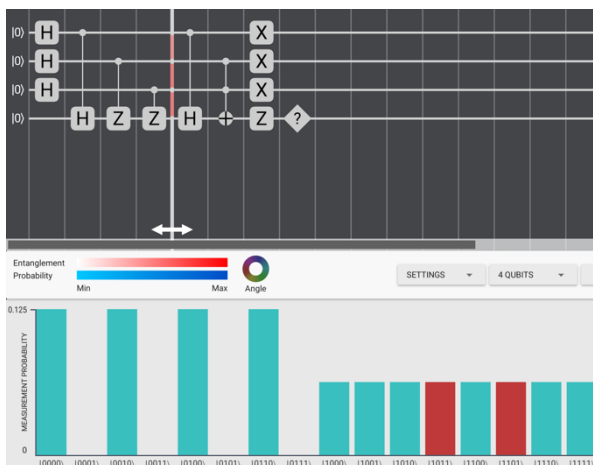 |0⟩ H X
|0⟩ H X
|0⟩ H X
|0⟩ H Z Z H Z ?
Entanglement
Probability
Min Max Angle
SETTINGS 4 QUBITS
0.125
MEASUREMENT PROBABILITY
0
|0000⟩ |0001⟩ |0010⟩ |0011⟩ |0100⟩ |0101⟩ |0110⟩ |0111⟩ |1000⟩ |1001⟩ |1010⟩ |1011⟩ |1100⟩ |1101⟩ |1110⟩ |1111⟩